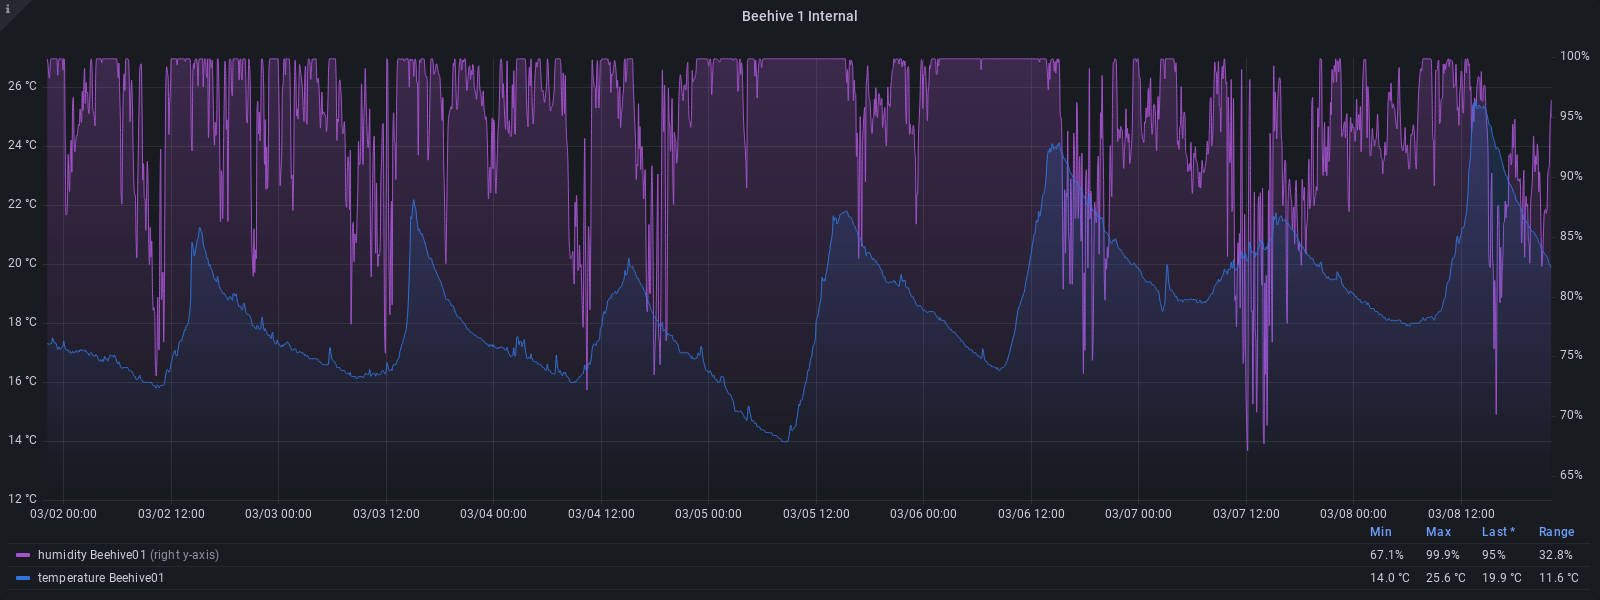 i
Beehive 1 Internal
26 °C
24 °C
22 °C
20 °C
18 °C
16 °C
14 °C
12 °C
100%
95%
90%
85%
80%
75%
70%
65%
03/02 00:00 03/02 12:00 03/03 00:00 03/03 12:00 03/04 00:00 03/04 12:00 03/05 00:00 03/05 12:00 03/06 00:00 03/06 12:00 03/07 00:00 03/07 12:00 03/08 00:00 03/08 12:00
Min Max Last * Range
humidity Beehive01 (right y-axis) 67.1% 99.9% 95% 32.8%
temperature Beehive01 14.0 °C 25.6 °C 19.9 °C 11.6 °C